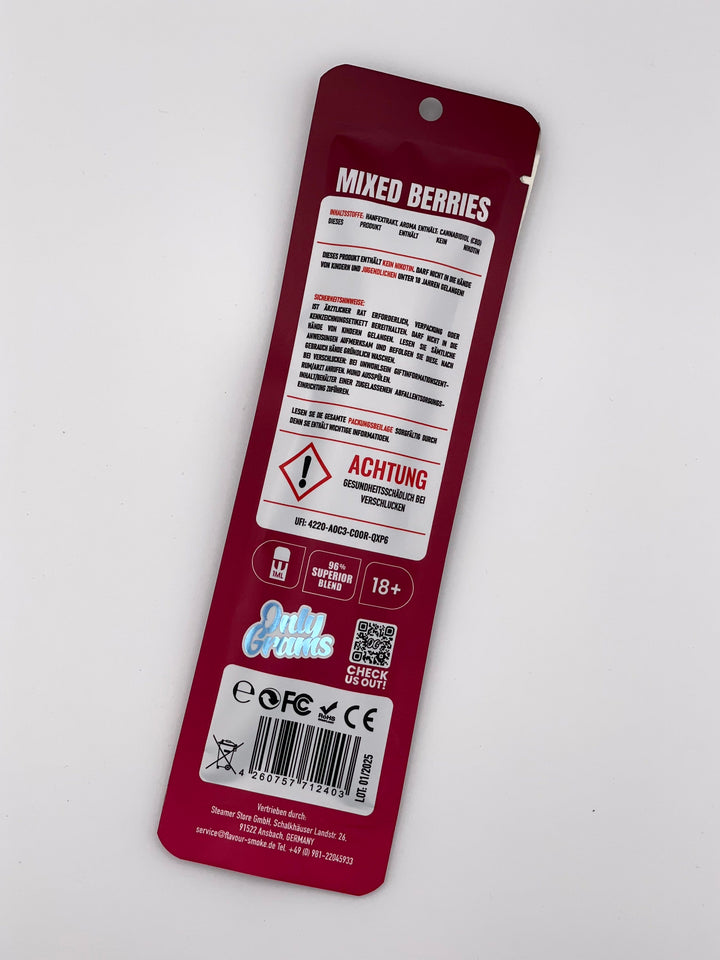 MIXED BERRIES
INHALTSSTOFFE: HANFEXTRAKT, AROMA ENTHÄLT: CANNABIDIOL (CBD)
DIESES PRODUKT ENTHÄLT KEIN NIKOTIN
DIESES PRODUKT ENTHÄLT KEIN NIKOTIN, DARF NICHT IN DIE HÄNDE
VON KINDERN UND JUGENDLICHEN UNTER 18 JAHREN GELANGEN!
SICHERHEITSHINWEISE:
IST ÄRZTLICHER RAT ERFORDERLICH, VERPACKUNG ODER
KENNZEICHNUNGSETIKETT BEREITHALTEN. DARF NICHT IN DIE
HÄNDE VON KINDERN GELANGEN. LESEN SIE SÄMTLICHE
ANWEISUNGEN AUFMERKSAM UND BEFOLGEN SIE DIESE. NACH
GEBRAUCH HÄNDE GRÜNDLICH WASCHEN.
BEI VERSCHLUCKEN: BEI UNWOHLSEIN GIFTINFORMATIONSZENT-
RUM/ARZT ANRUFEN. MUND AUSSPÜLEN.
INHALT/BEHÄLTER EINER ZUGELASSENEN ABFALLENTSORGUNGS-
EINRICHTUNG ZUFÜHREN.
LESEN SIE DIE GESAMTE PACKUNGSBEILAGE SORGFÄLTIG DURCH
DENN SIE ENTHÄLT WICHTIGE INFORMATIOEN.
ACHTUNG
GESUNDHEITSSCHÄDLICH BEI
VERSCHLUCKEN
UFI: 4220-A0C3-C00R-QXP6
1ML
96%
SUPERIOR
BLEND
18+
Only
Grams
CHECK
US OUT!
e FC RoHS CE
4 260757 712403
LOT: 01/2025
Vertrieben durch:
Steamer Store GmbH, Schalkhäuser Landstr. 26,
91522 Ansbach, GERMANY
service@flavour-smoke.de Tel. +49 (0) 981-22045933